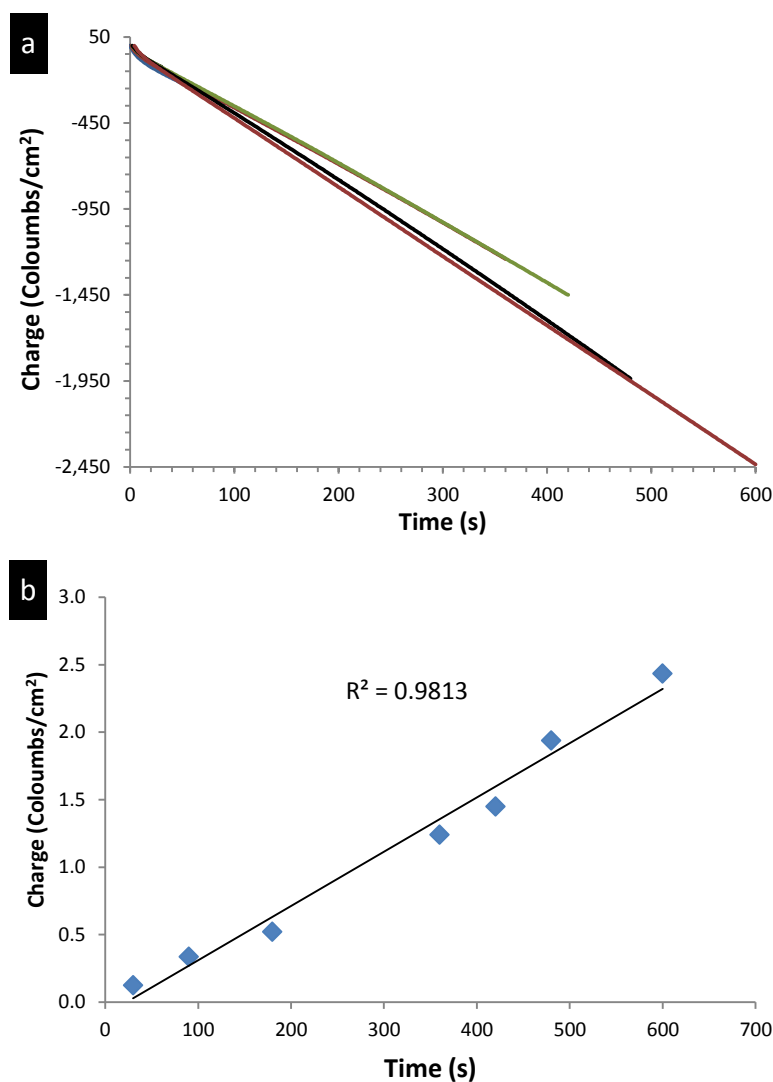 a
50
-450
-950
-1,450
-1,950
-2,450
Charge (Coloumbs/cm²)
0 100 200 300 400 500 600
Time (s)
b
3.0
2.5
2.0
1.5
1.0
0.5
0.0
Charge (Coloumbs/cm²)
R² = 0.9813
0 100 200 300 400 500 600 700
Time (s)